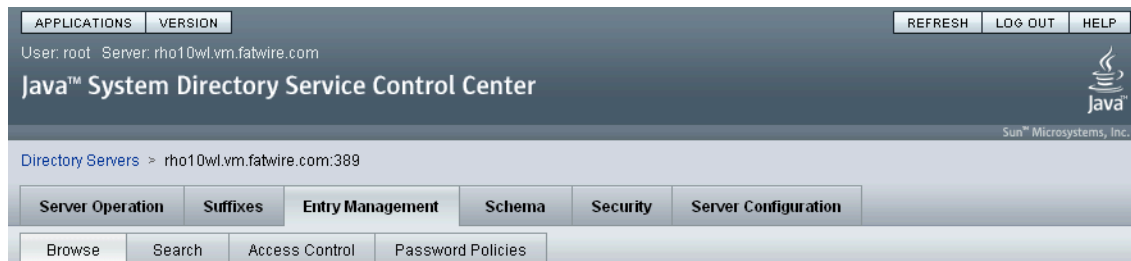 APPLICATIONS VERSION REFRESH LOG OUT HELP
User: root Server: rho10wl.vm.fatwire.com
Java™ System Directory Service Control Center
Java™
Sun™ Microsystems, Inc.
Directory Servers > rho10wl.vm.fatwire.com:389
Server Operation Suffixes Entry Management Schema Security Server Configuration
Browse Search Access Control Password Policies